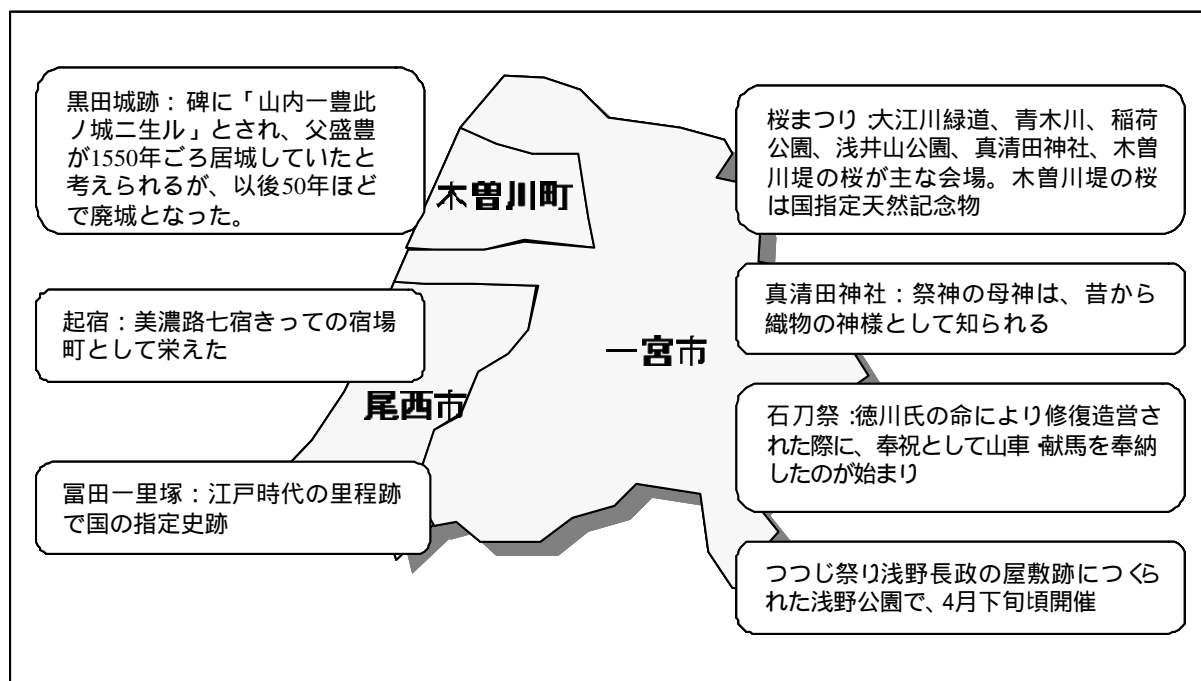 黒田城跡：碑に「山内一豊此
ノ城ニ生ル」とされ、父盛豊
が1550年ごろ居城していたと
考えられるが、以後50年ほど
で廃城となった。
起宿：美濃路七宿きっての宿場
町として栄えた
冨田一里塚：江戸時代の里程跡
で国の指定史跡
木曽川町
一宮市
尾西市
桜まつり：大江川緑道、青木川、稲荷
公園、浅井山公園、真清田神社、木曽
川堤の桜が主な会場。木曽川堤の桜
は国指定天然記念物
真清田神社：祭神の母神は、昔から
織物の神様として知られる
石刀祭：徳川氏の命により修復造営さ
れた際に、奉祝として山車・献馬を奉納
したのが始まり
つつじ祭り浅野長政の屋敷跡につくら
れた浅野公園で、4月下旬頃開催